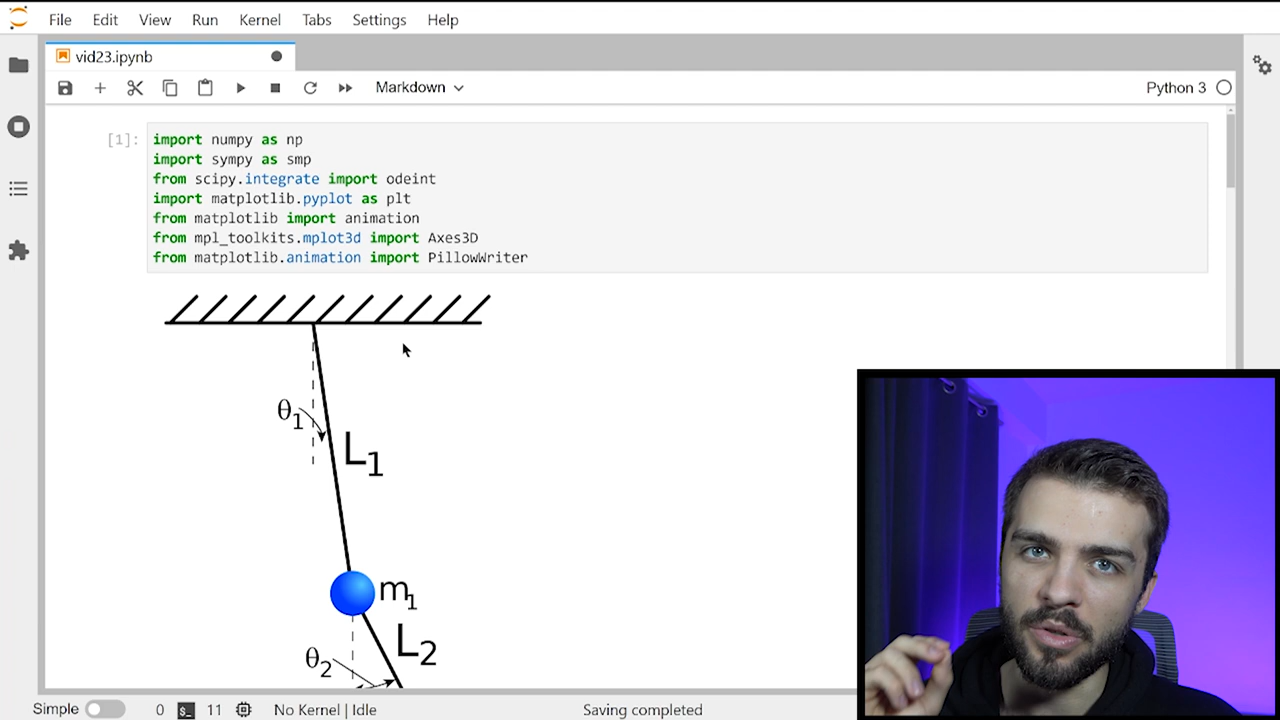 File Edit View Run Kernel Tabs Settings Help
vid23.ipynb
Markdown
Python 3
[1]:
import numpy as np
import sympy as smp
from scipy.integrate import odeint
import matplotlib.pyplot as plt
from matplotlib import animation
from mpl_toolkits.mplot3d import Axes3D
from matplotlib.animation import PillowWriter
θ1
L1
m1
L2
θ2
Simple 0 11 No Kernel | Idle Saving completed